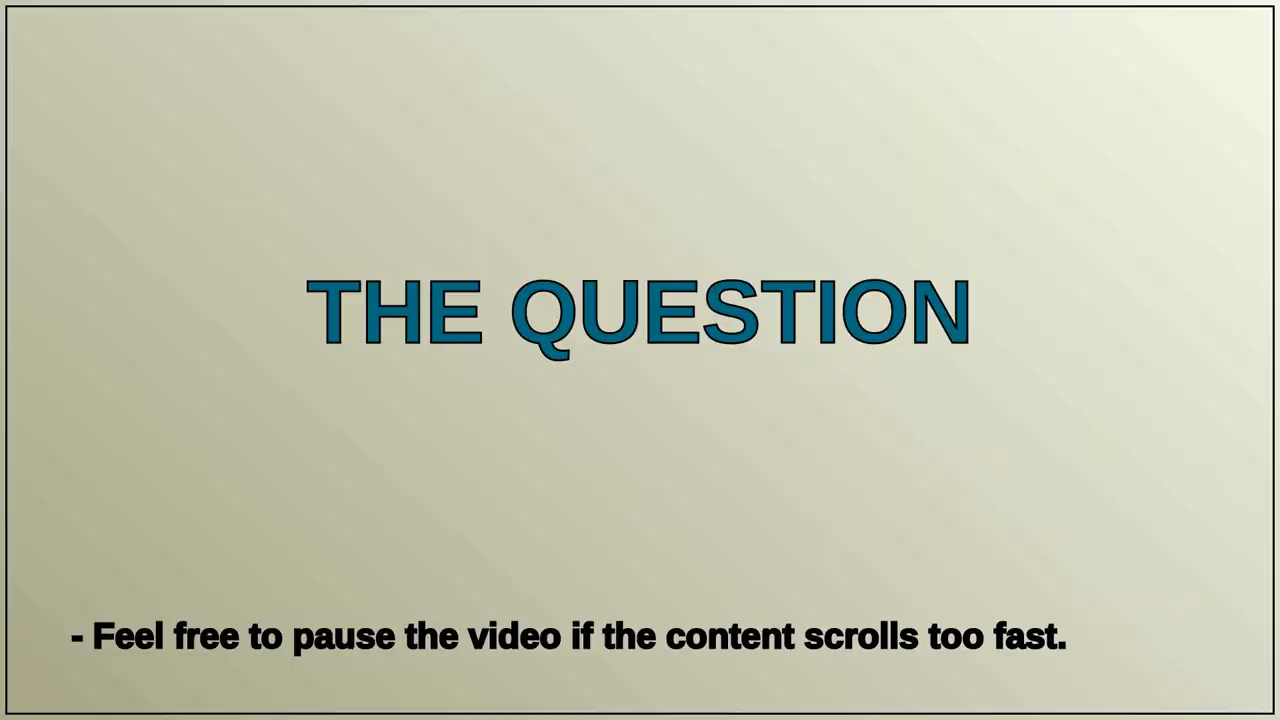 THE QUESTION
- Feel free to pause the video if the content scrolls too fast.